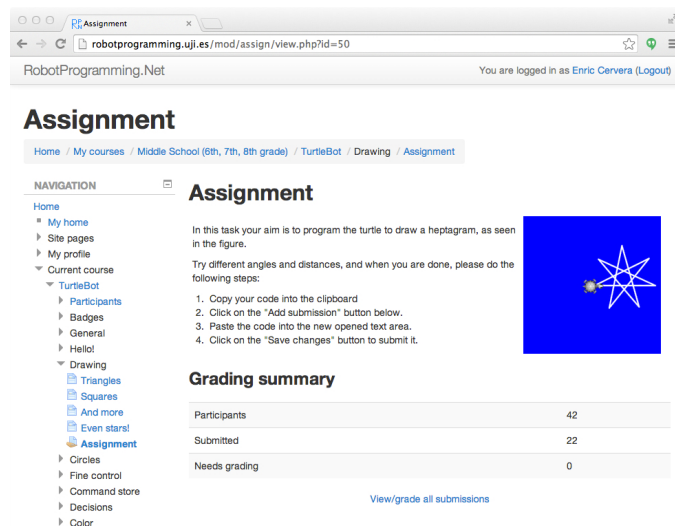 Assignment
robotprogramming.uji.es/mod/assign/view.php?id=50
RobotProgramming.Net
You are logged in as Enric Cervera (Logout)
Assignment
Home / My courses / Middle School (6th, 7th, 8th grade) / TurtleBot / Drawing / Assignment
NAVIGATION
Home
My home
Site pages
My profile
Current course
TurtleBot
Participants
Badges
General
Hello!
Drawing
Triangles
Squares
And more
Even stars!
Assignment
Circles
Fine control
Command store
Decisions
Color
Assignment
In this task your aim is to program the turtle to draw a heptagram, as seen
in the figure.
Try different angles and distances, and when you are done, please do the
following steps:
1. Copy your code into the clipboard
2. Click on the "Add submission" button below.
3. Paste the code into the new opened text area.
4. Click on the "Save changes" button to submit it.
Grading summary
Participants 42
Submitted 22
Needs grading 0
View/grade all submissions